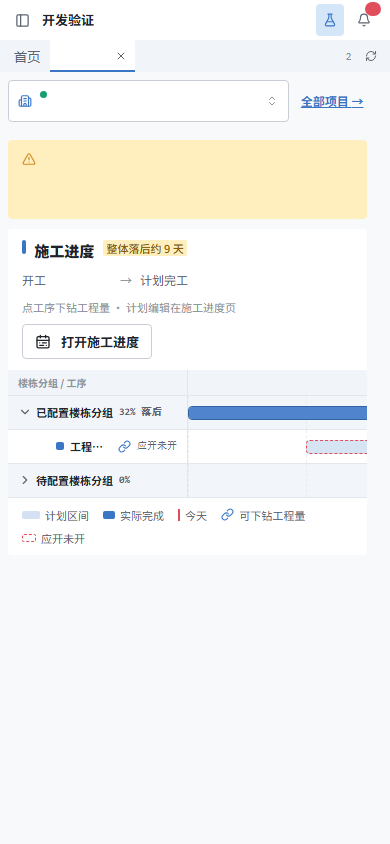 开发验证
首页
2
全部项目 →
施工进度 整体落后约 9 天
开工 → 计划完工
点工序下钻工程量 • 计划编辑在施工进度页
打开施工进度
楼栋分组 / 工序
已配置楼栋分组 32% 落后
工程… 应开未开
待配置楼栋分组 0%
计划区间 实际完成 今天 可下钻工程量
应开未开